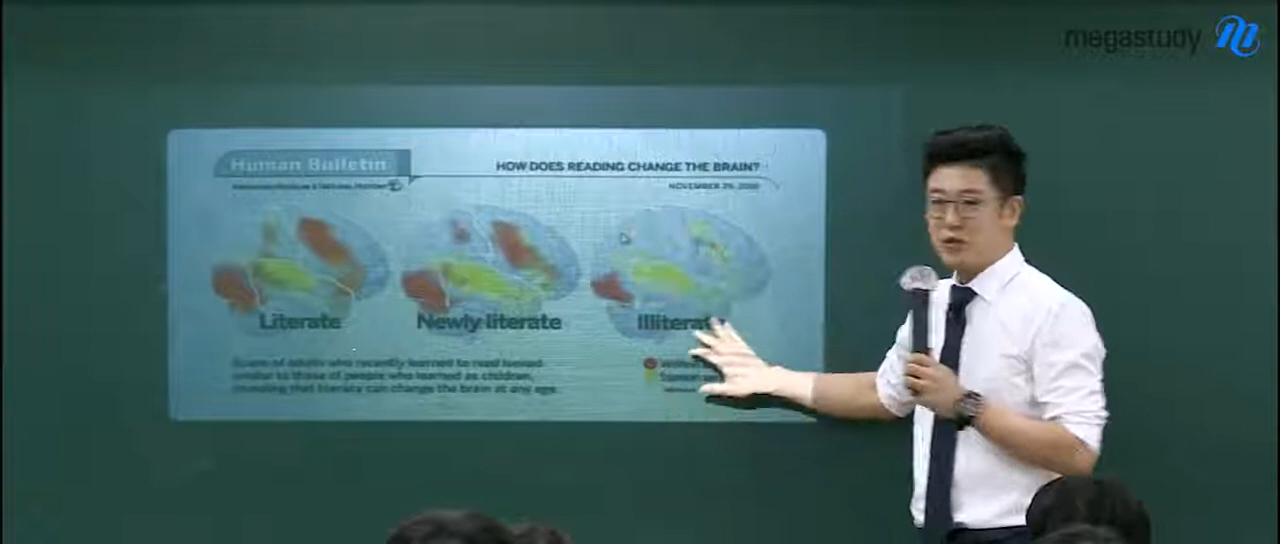 megastudy
Human Bulletin
HOW DOES READING CHANGE THE BRAIN?
NOVEMBER
Literate
Newly literate
Illiterat
Scans of adults who recently learned to read looked
similar to those of people who learned as children,
revealing that literacy can change the brain at any age.